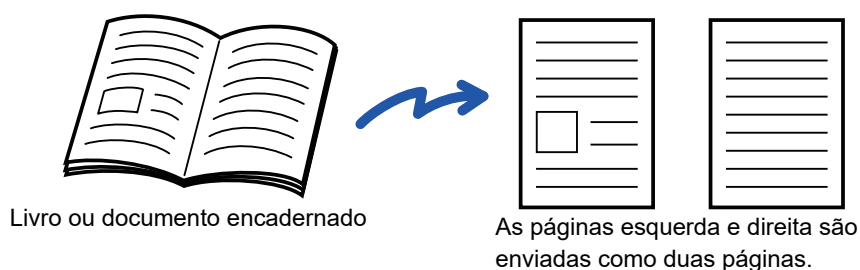 Livro ou documento encadernado
As páginas esquerda e direita são
enviadas como duas páginas.